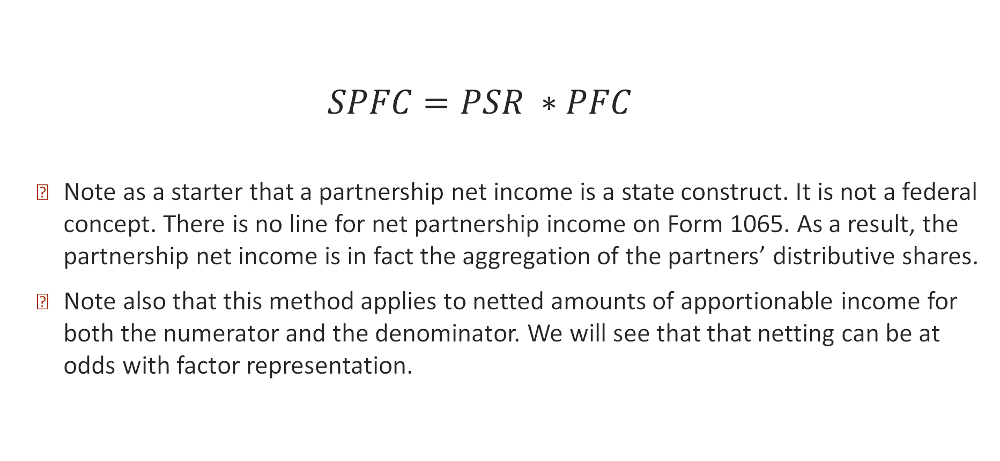 SPFC = PSR * PFC
Note as a starter that a partnership net income is a state construct. It is not a federal
concept. There is no line for net partnership income on Form 1065. As a result, the
partnership net income is in fact the aggregation of the partners’ distributive shares.
Note also that this method applies to netted amounts of apportionable income for
both the numerator and the denominator. We will see that that netting can be at
odds with factor representation.